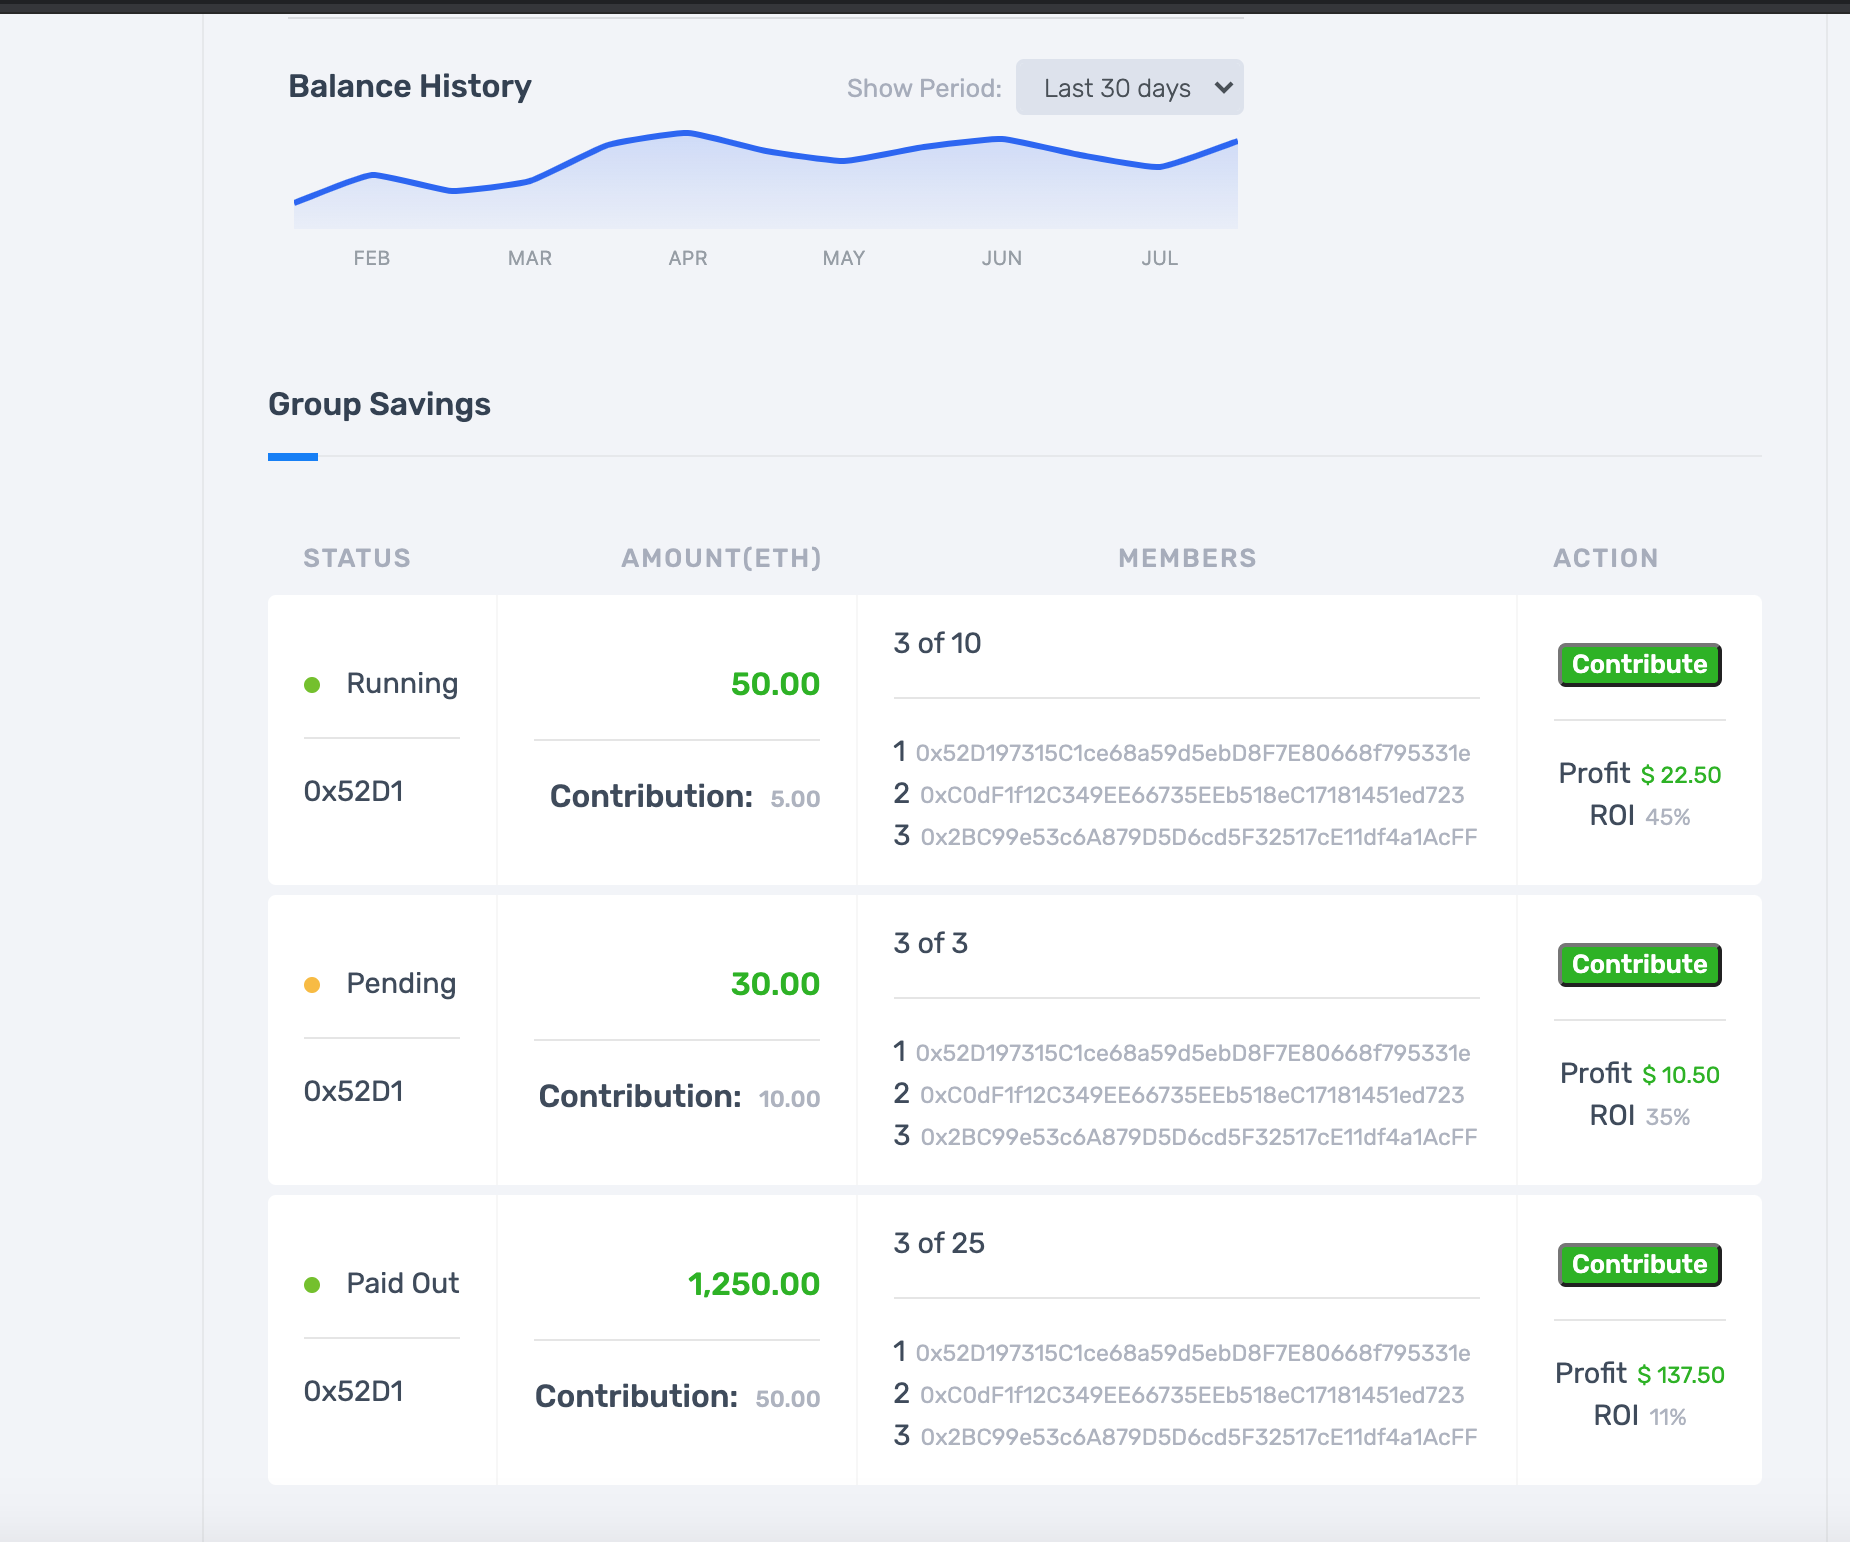 Balance History
Show Period: Last 30 days
FEB MAR APR MAY JUN JUL
Group Savings
STATUS AMOUNT(ETH) MEMBERS ACTION
3 of 10
Contribute
Running
50.00
1 0x52D197315C1ce68a59d5ebD8F7E80668f795331e
Profit $ 22.50
0x52D1
Contribution: 5.00
2 0xC0dF1f12C349EE66735EEb518eC17181451ed723
ROI 45%
3 0x2BC99e53c6A879D5D6cd5F32517cE11df4a1AcFF
3 of 3
Contribute
Pending
30.00
1 0x52D197315C1ce68a59d5ebD8F7E80668f795331e
Profit $ 10.50
0x52D1
Contribution: 10.00
2 0xC0dF1f12C349EE66735EEb518eC17181451ed723
ROI 35%
3 0x2BC99e53c6A879D5D6cd5F32517cE11df4a1AcFF
3 of 25
Contribute
Paid Out
1,250.00
1 0x52D197315C1ce68a59d5ebD8F7E80668f795331e
Profit $ 137.50
0x52D1
Contribution: 50.00
2 0xC0dF1f12C349EE66735EEb518eC17181451ed723
ROI 11%
3 0x2BC99e53c6A879D5D6cd5F32517cE11df4a1AcFF